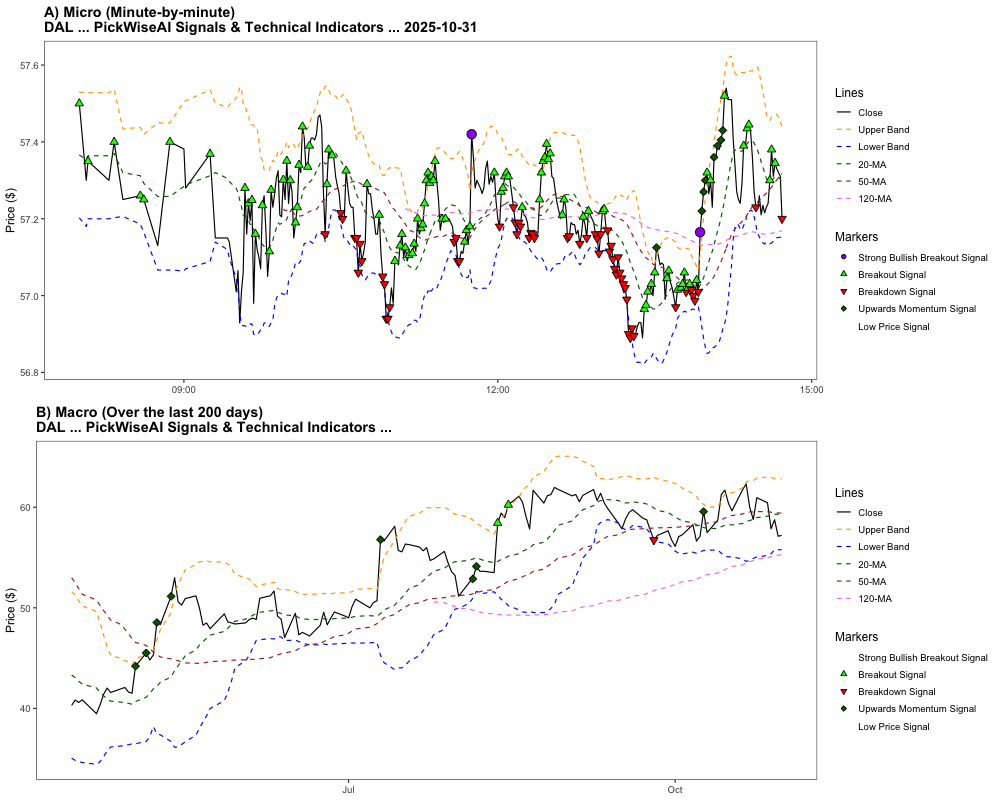 A) Micro (Minute-by-minute)
DAL ... PickWiseAI Signals & Technical Indicators ... 2025-10-31
57.6
57.4
57.2
57.0
56.8
Price ($)
09:00
12:00
15:00
Lines
Close
Upper Band
Lower Band
20-MA
50-MA
120-MA
Markers
Strong Bullish Breakout Signal
Breakout Signal
Breakdown Signal
Upwards Momentum Signal
Low Price Signal
B) Macro (Over the last 200 days)
DAL ... PickWiseAI Signals & Technical Indicators ...
60
50
40
Price ($)
Jul
Oct
Lines
Close
Upper Band
Lower Band
20-MA
50-MA
120-MA
Markers
Strong Bullish Breakout Signal
Breakout Signal
Breakdown Signal
Upwards Momentum Signal
Low Price Signal